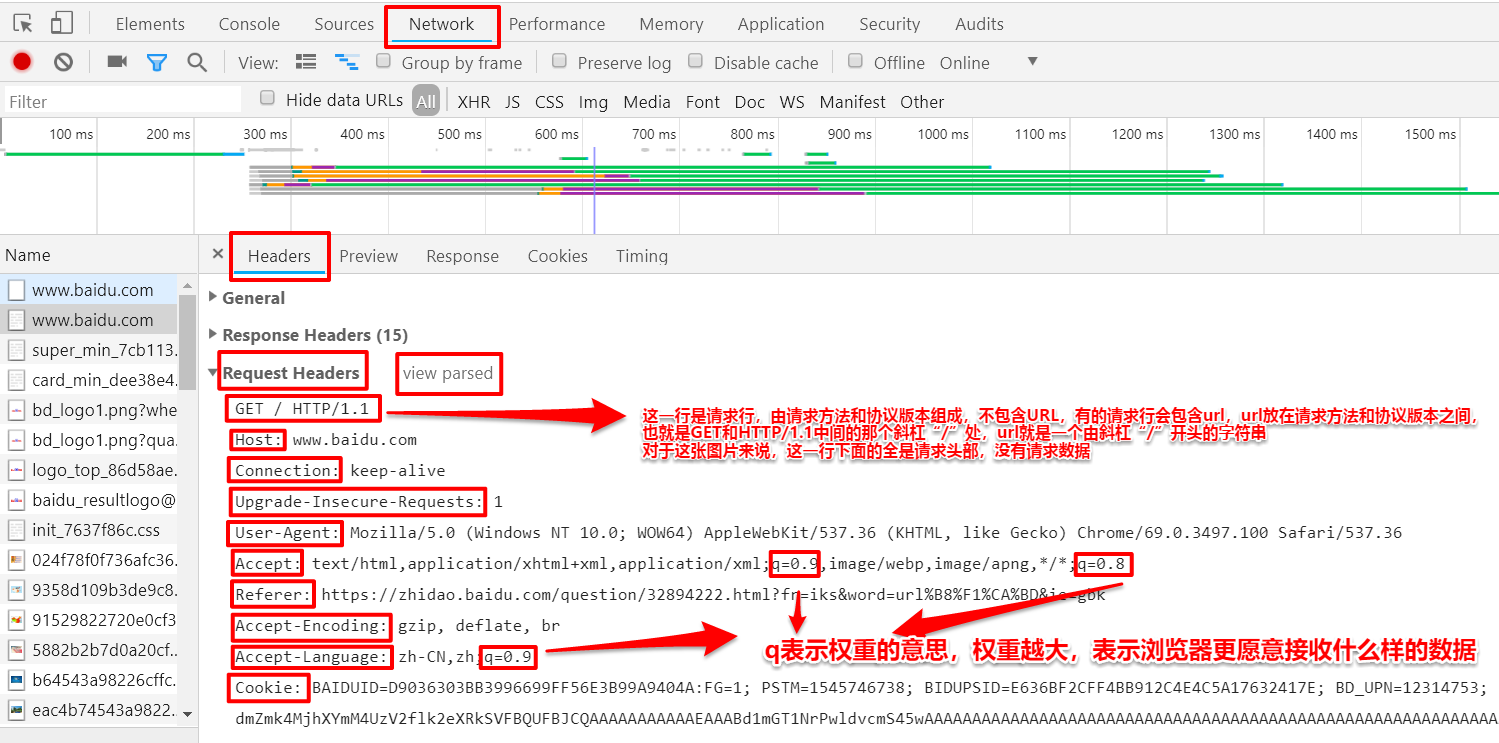 Elements Console Sources Network Performance Memory Application Security Audits
View: Group by frame Preserve log Disable cache Offline Online
Filter Hide data URLs All XHR JS CSS Img Media Font Doc WS Manifest Other
100 ms 200 ms 300 ms 400 ms 500 ms 600 ms 700 ms 800 ms 900 ms 1000 ms 1100 ms 1200 ms 1300 ms 1400 ms 1500 ms
Name
www.baidu.com
www.baidu.com
super_min_7cb113.
card_min_dee38e4.
bd_logo1.png?whe
bd_logo1.png?qua.
logo_top_86d58ae.
baidu_resultlogo@
init_7637f86c.css
024f78f0f736afc36.
9358d109b3de9c8.
91529822720e0cf3
5882b2b7d0a20cf..
b64543a98226cffc.
eac4b74543a9822..
× Headers Preview Response Cookies Timing
General
Response Headers (15)
Request Headers view parsed
GET / HTTP/1.1
这一行是请求行，由请求方法和协议版本组成，不包含URL，有的请求行会包含url，url放在请求方法和协议版本之间，
也就是GET和HTTP/1.1中间的那个斜杠“/”处，url就是一个由斜杠“/”开头的字符串
对于这张图片来说，这一行下面的全是请求头部，没有请求数据
Host: www.baidu.com
Connection: keep-alive
Upgrade-Insecure-Requests: 1
User-Agent: Mozilla/5.0 (Windows NT 10.0; WOW64) AppleWebKit/537.36 (KHTML, like Gecko) Chrome/69.0.3497.100 Safari/537.36
Accept: text/html,application/xhtml+xml,application/xml;q=0.9,image/webp,image/apng,*/*;q=0.8
Referer: https://zhidao.baidu.com/question/32894222.html?fr=iks&word=url%B8%F1%CA%BD&ie=gbk
Accept-Encoding: gzip, deflate, br
Accept-Language: zh-CN,zh;q=0.9
q表示权重的意思，权重越大，表示浏览器更愿意接收什么样的数据
Cookie: BAIDUID=D9036303BB3996699FF56E3B99A9404A:FG=1; PSTM=1545746738; BIDUPSID=E636BF2CFF4BB912C4E4C5A17632417E; BD_UPN=12314753;